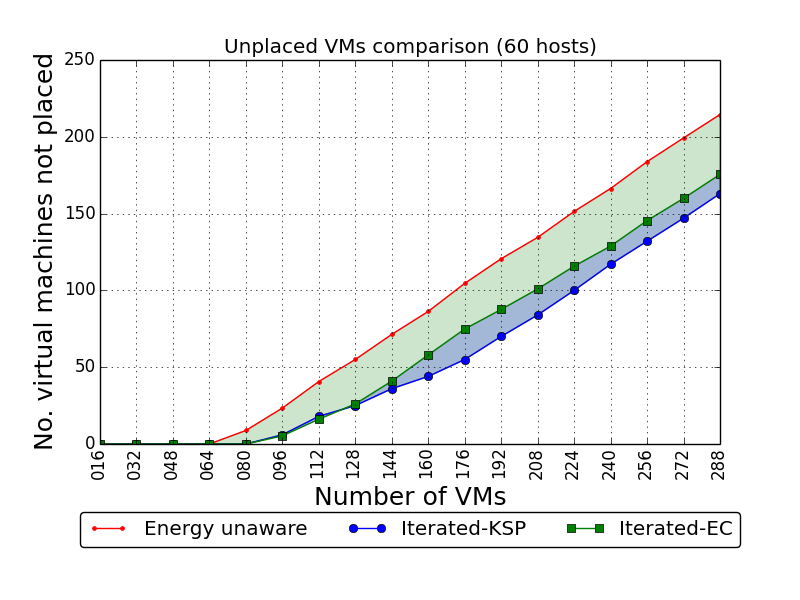 Unplaced VMs comparison (60 hosts)
No. virtual machines not placed
250
200
150
100
50
0
016 032 048 064 080 096 112 128 144 160 176 192 208 224 240 256 272 288
Number of VMs
Energy unaware Iterated-KSP Iterated-EC